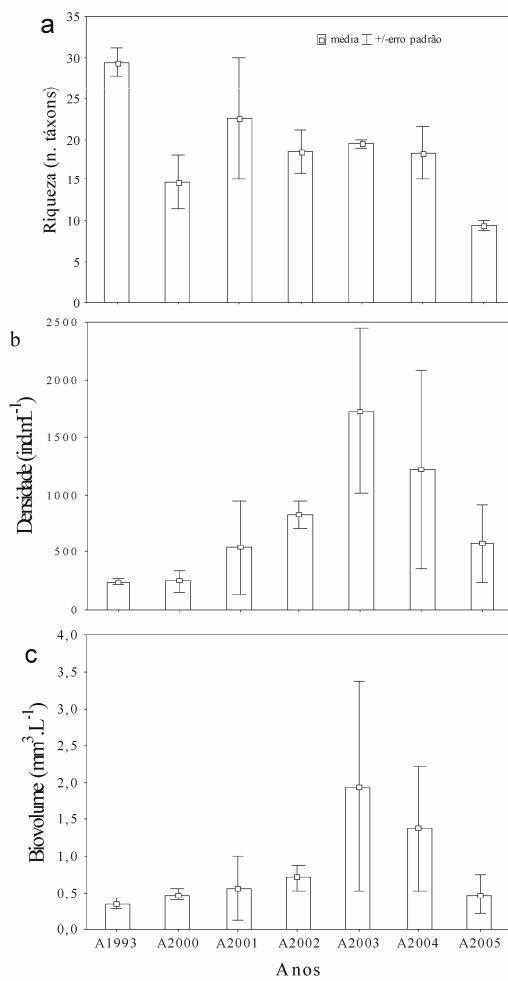 a
média +/-erro padrão
Riqueza (n. táxons)
35
30
25
20
15
10
5
0
b
Densidade (ind.mL-1)
2500
2000
1500
1000
500
0
c
Biovolume (mm³.L-1)
4,0
3,5
3,0
2,5
2,0
1,5
1,0
0,5
0,0
A1993 A2000 A2001 A2002 A2003 A2004 A2005
Anos